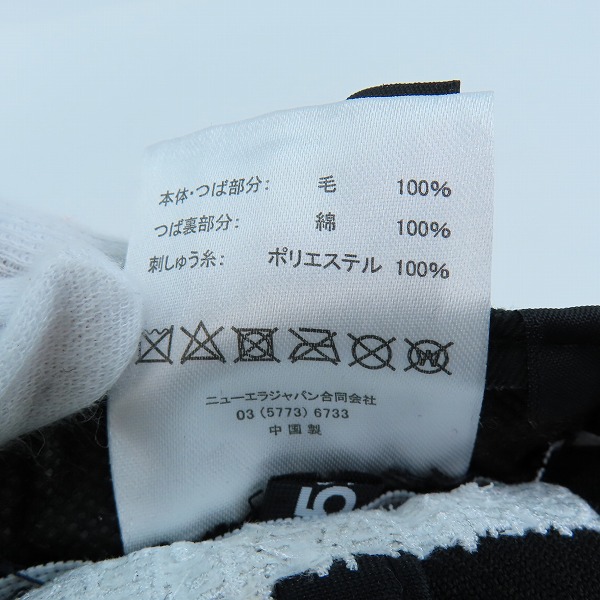 本体・つば部分: 毛 100%
つば裏部分: 綿 100%
刺しゅう糸: ポリエステル 100%
W
ニューエラジャパン合同会社
03 (5773) 6733
中国製